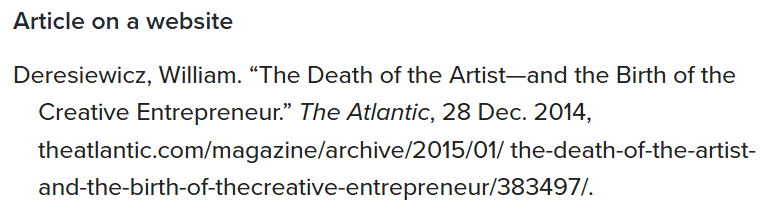 Article on a website
Deresiewicz, William. “The Death of the Artist—and the Birth of the
Creative Entrepreneur.” The Atlantic, 28 Dec. 2014,
theatlantic.com/magazine/archive/2015/01/ the-death-of-the-artist-
and-the-birth-of-thecreative-entrepreneur/383497/.